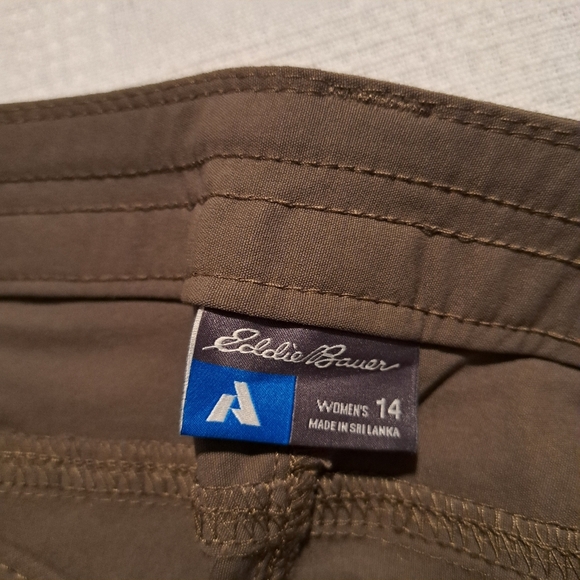 Eddie Bauer
WOMEN'S 14
MADE IN SRI LANKA